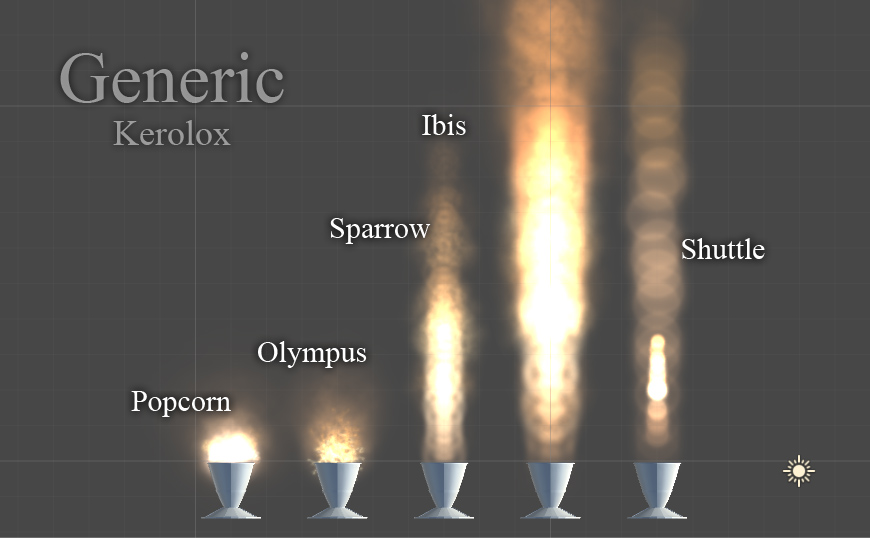 Generic
Kerolox
Ibis
Sparrow
Shuttle
Olympus
Popcorn